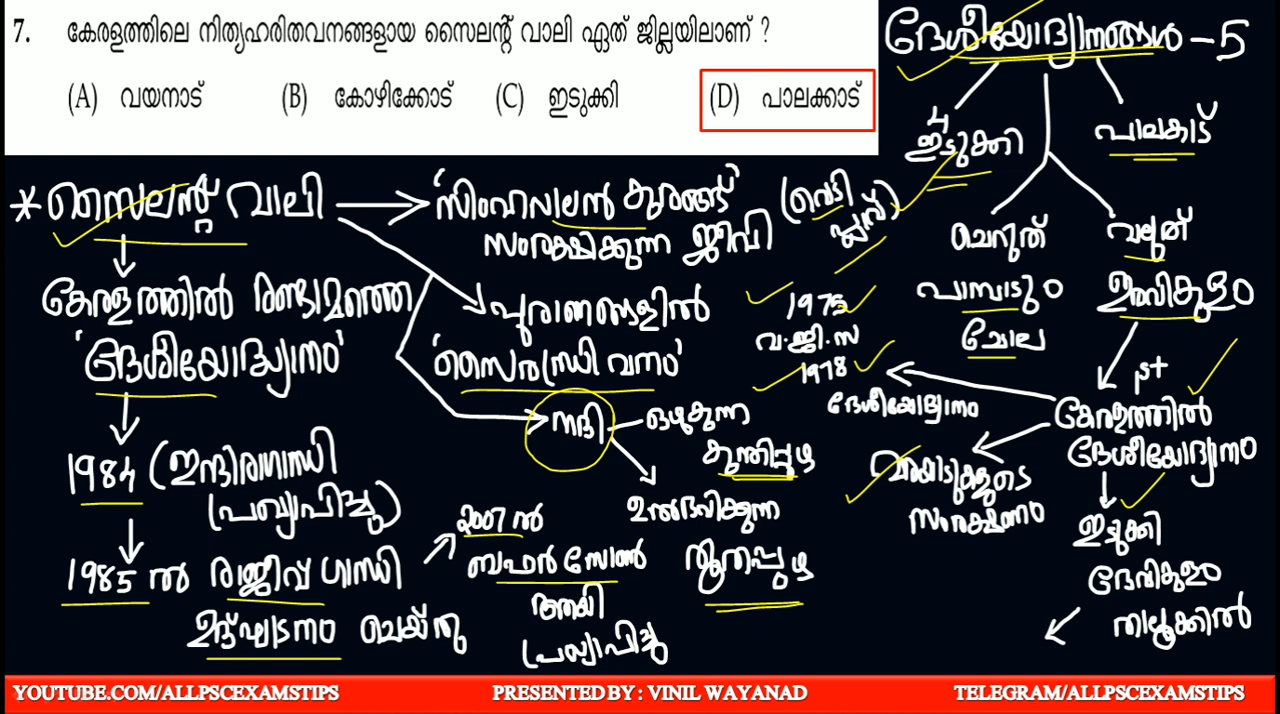 7. കേരളത്തിലെ നിത്യഹരിതവനങ്ങളായ സൈലന്റ് വാലി ഏത് ജില്ലയിലാണ് ?
(A) വയനാട് (B) കോഴിക്കോട് (C) ഇടുക്കി (D) പാലക്കാട്
ദേശീയോദ്യാനങ്ങൾ - 5
4
ഇടുക്കി
പാലകാട്
ചെറുത്
വലുത്
പാമ്പാടും
ചോല
ഇരവികുളം
1st
കേരളത്തിൽ
ദേശീയോദ്യാനം
ഇടുക്കി
ദേവികുളം
താലൂക്കിൽ
1975
വ.ജീ.സ
1978
ദേശീയോദ്യാനം
വരയാടുകളുടെ
സംരക്ഷണം
* സൈലന്റ് വാലി
'സിംഹവാലൻ കുരങ്ങ്' (വെടി
പ്ലാവ്)
സംരക്ഷിക്കുന്ന ജീവി
കേരളത്തിൽ രണ്ടാമത്തെ
'ദേശീയോദ്യാനം'
1984 (ഇന്ദിരാഗാന്ധി
പ്രഖ്യാപിച്ചു)
1985 ൽ രാജീവ് ഗാന്ധി
ഉദ്ഘാടനം ചെയ്തു
പുരാണങ്ങളിൽ
'സൈരന്ധ്രി വനം'
നദി
ഒഴുകുന്ന
കുന്തിപ്പുഴ
ഉത്ഭവിക്കുന്ന
തൂതപ്പുഴ
2007 ൽ
ബഫർ സോൺ
ആയി
പ്രഖ്യാപിച്ചു
YOUTUBE.COM/ALLPSCEXAMSTIPS PRESENTED BY : VINIL WAYANAD TELEGRAM/ALLPSCEXAMSTIPS